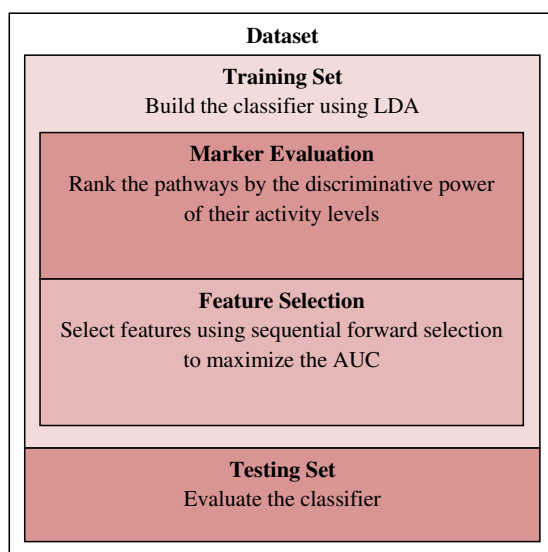 Dataset
Training Set
Build the classifier using LDA
Marker Evaluation
Rank the pathways by the discriminative power
of their activity levels
Feature Selection
Select features using sequential forward selection
to maximize the AUC
Testing Set
Evaluate the classifier